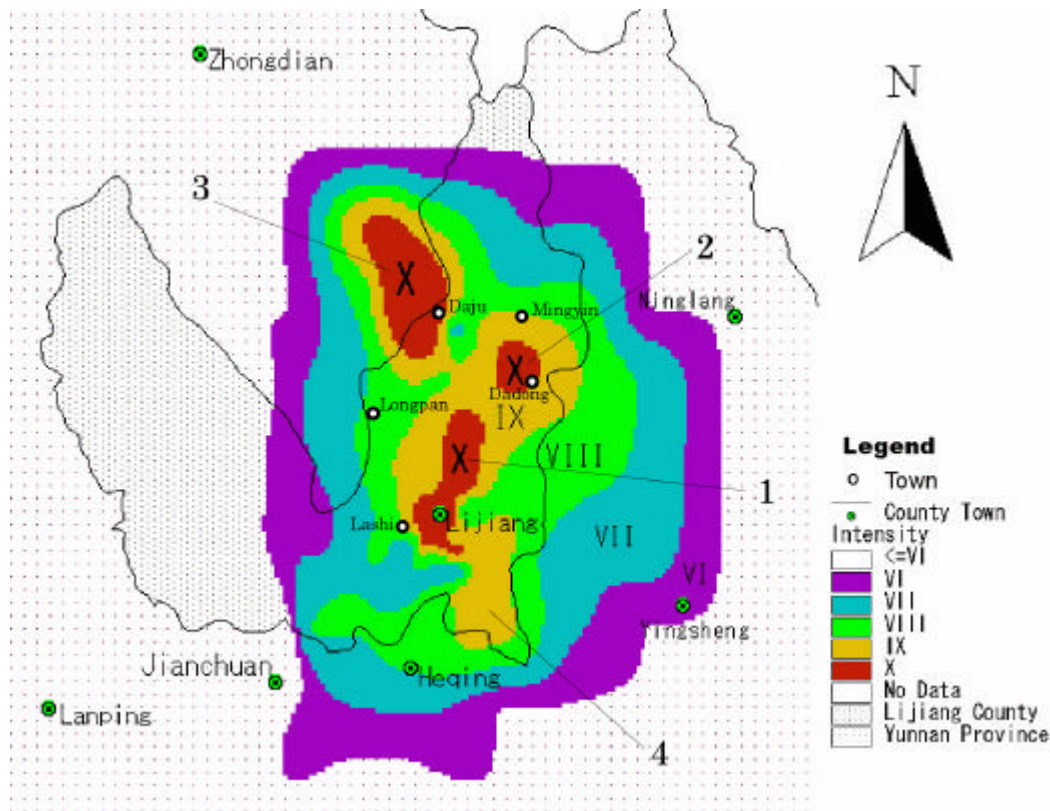 N
Zhongdian
3
2
X
Daju
Mingyin
Ninglang
X
Dadong
Longpan
IX
VIII
X
1
Lashi
Lijiang
VII
VI
Yingsheng
Jianchuan
Heqing
Lanping
4
Legend
Town
County Town
Intensity
<=VI
VI
VII
VIII
IX
X
No Data
Lijiang County
Yunnan Province